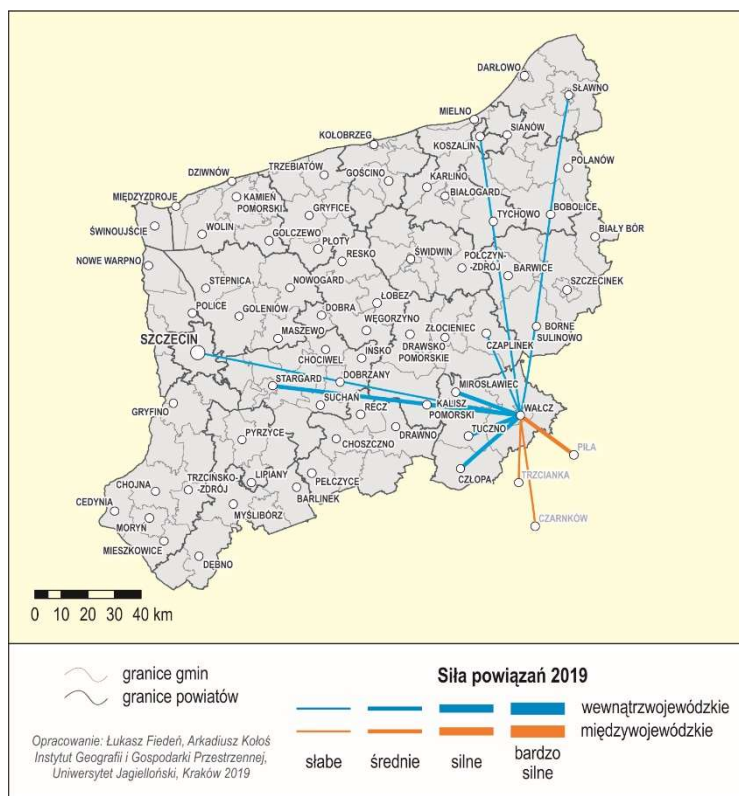 DARŁOWO
SŁAWNO
MIELNO
SIANÓW
KOSZALIN
KOŁOBRZEG
POLANÓW
TRZEBIATÓW
GOŚCINO
KARLINO
DZIWNÓW
BIAŁOGARD
MIĘDZYZDROJE
KAMIEŃ
POMORSKI
GRYFICE
TYCHOWO
BOBOLICE
ŚWINOUJŚCIE
WOLIN
GOLCZEWO
PŁOTY
BIAŁY BÓR
NOWE WARPNO
RESKO
ŚWIDWIN
POŁCZYN-
-ZDRÓJ
BARWICE
STEPNICA
NOWOGARD
SZCZECINEK
POLICE
GOLENIÓW
DOBRA
ŁOBEZ
WĘGORZYNO
ZŁOCIENIEC
BORNE
SULINOWO
SZCZECIN
MASZEWO
CHOCIWEL
IŃSKO
DRAWSKO
POMORSKIE
CZAPLINEK
STARGARD
DOBRZANY
MIROSŁAWIEC
SUCHAŃ
RECZ
KALISZ
POMORSKI
WAŁCZ
GRYFINO
DRAWNO
TUCZNO
PYRZYCE
CHOSZCZNO
PIŁA
CZŁOPA
TRZCIANKA
CHOJNA
TRZCIŃSKO-
-ZDRÓJ
LIPIANY
PEŁCZYCE
BARLINEK
CEDYNIA
MORYŃ
MYŚLIBÓRZ
CZARNKÓW
MIESZKOWICE
DĘBNO
0 10 20 30 40 km
granice gmin
granice powiatów
Siła powiązań 2019
wewnątrzwojewódzkie
międzywojewódzkie
słabe średnie silne bardzo
silne
Opracowanie: Łukasz Fiedeń, Arkadiusz Kołoś
Instytut Geografii i Gospodarki Przestrzennej,
Uniwersytet Jagielloński, Kraków 2019